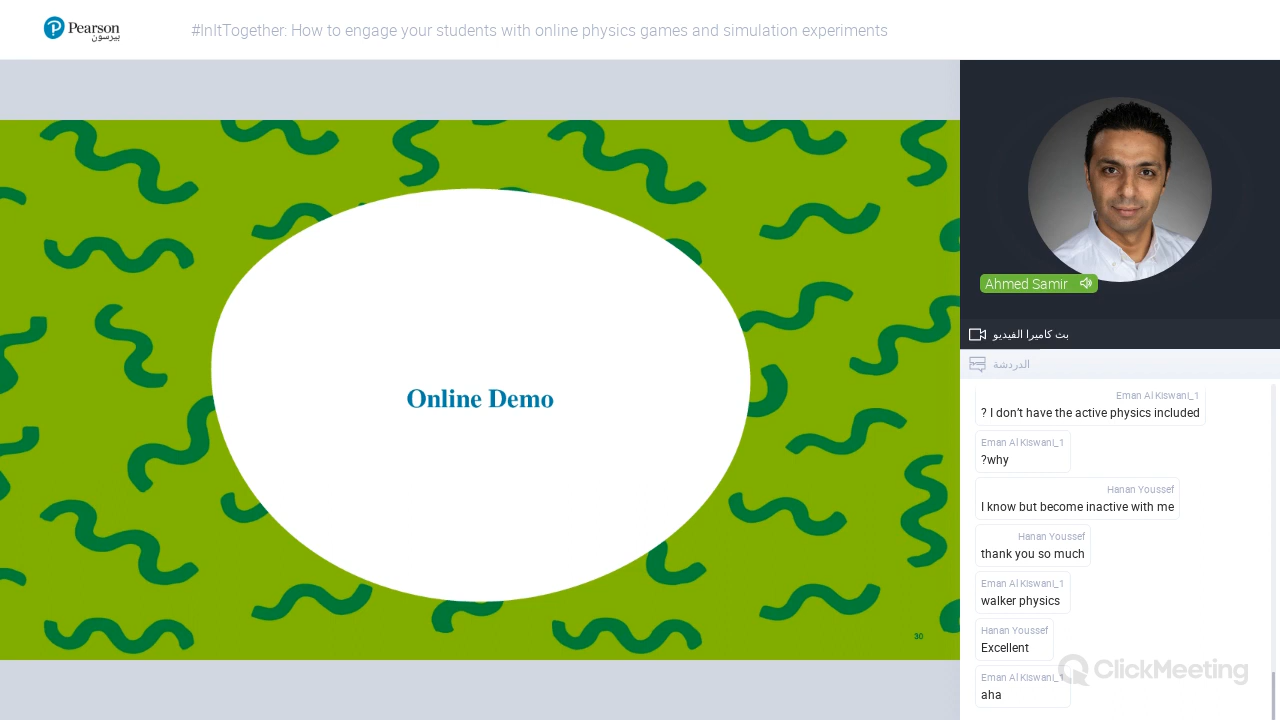 Pearson
بيرسون
#InItTogether: How to engage your students with online physics games and simulation experiments
Online Demo
30
Ahmed Samir
بث كاميرا الفيديو
الدردشة
Eman Al Kiswani_1
? I don't have the active physics included
Eman Al Kiswani_1
?why
Hanan Youssef
I know but become inactive with me
Hanan Youssef
thank you so much
Eman Al Kiswani_1
walker physics
Hanan Youssef
Excellent
Eman Al Kiswani_1
aha
ClickMeeting